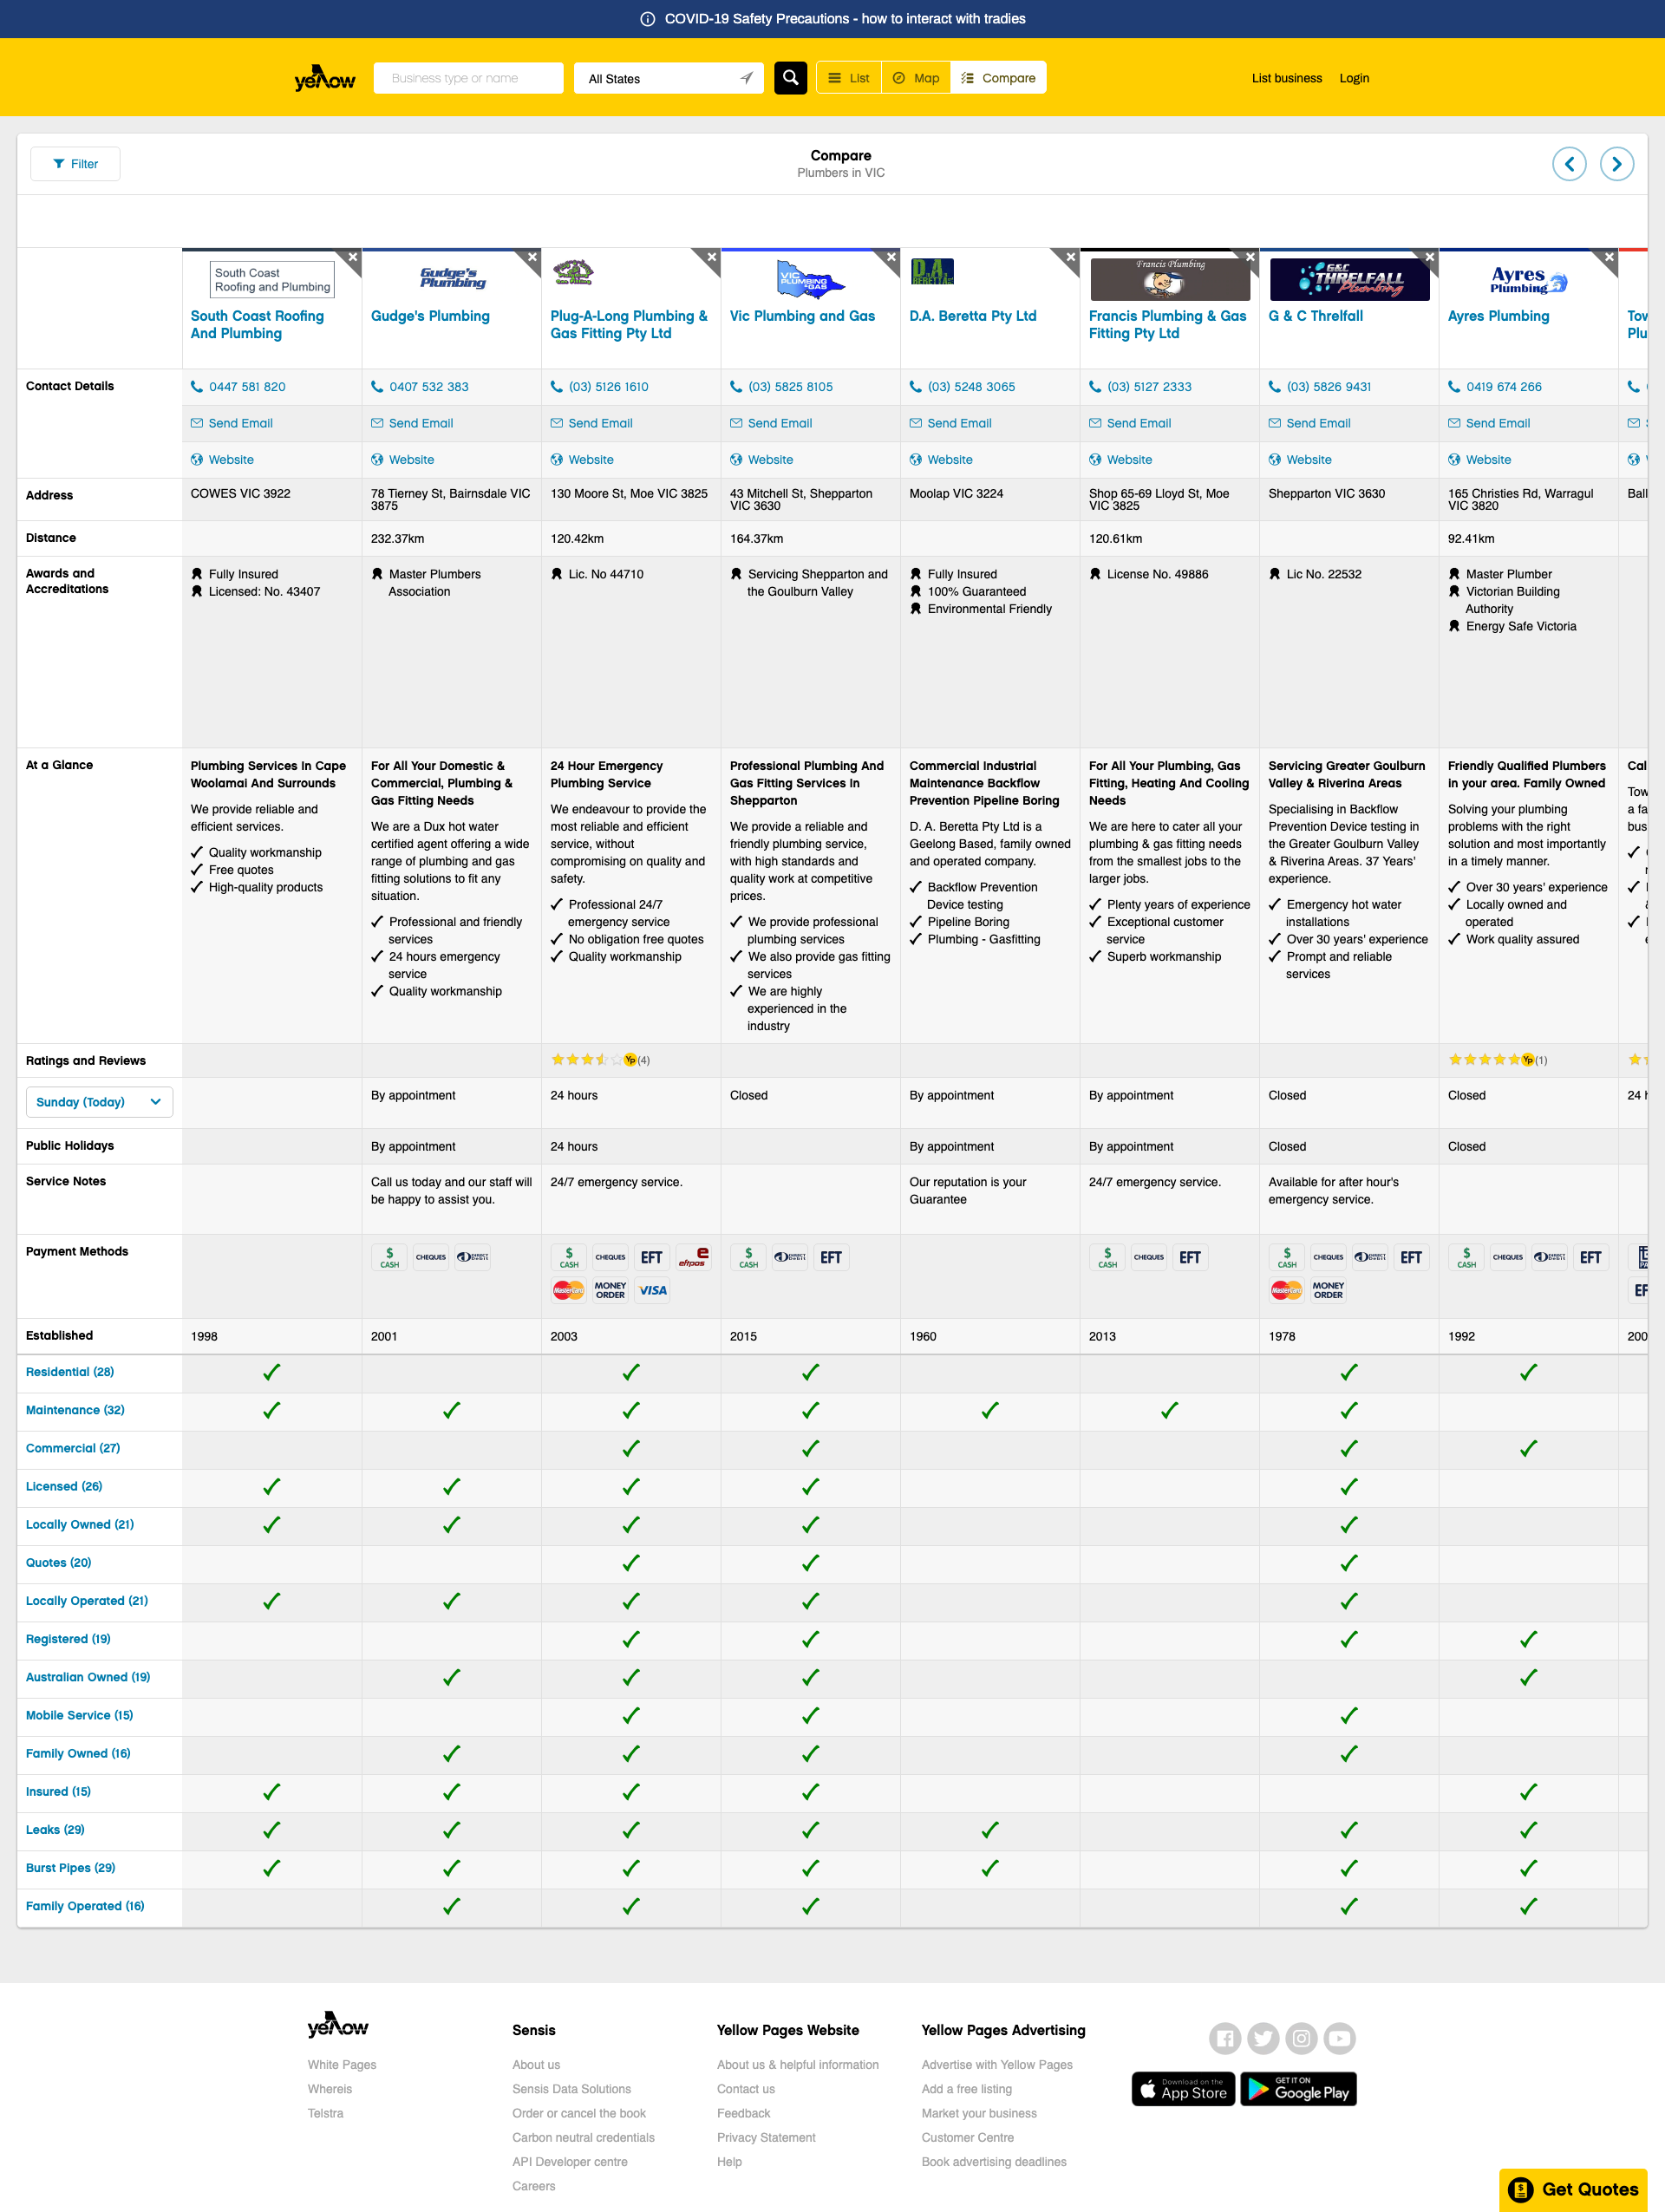 COVID-19 Safety Precautions - how to interact with tradies
yellow
Business type or name
All States
List
Map
Compare
List business
Login
Filter
Compare
Plumbers in VIC
South Coast
Roofing and Plumbing
Gudge's
Plumbing
VIC
PLUMBING
+GAS
D.A.
BERETTA
Francis Plumbing
G&C
THRELFALL
Plumbing
Ayres
Plumbing
South Coast Roofing
And Plumbing
Gudge's Plumbing
Plug-A-Long Plumbing &
Gas Fitting Pty Ltd
Vic Plumbing and Gas
D.A. Beretta Pty Ltd
Francis Plumbing & Gas
Fitting Pty Ltd
G & C Threlfall
Ayres Plumbing
Contact Details
0447 581 820
0407 532 383
(03) 5126 1610
(03) 5825 8105
(03) 5248 3065
(03) 5127 2333
(03) 5826 9431
0419 674 266
Send Email
Send Email
Send Email
Send Email
Send Email
Send Email
Send Email
Send Email
Website
Website
Website
Website
Website
Website
Website
Website
Address
COWES VIC 3922
78 Tierney St, Bairnsdale VIC
3875
130 Moore St, Moe VIC 3825
43 Mitchell St, Shepparton
VIC 3630
Moolap VIC 3224
Shop 65-69 Lloyd St, Moe
VIC 3825
Shepparton VIC 3630
165 Christies Rd, Warragul
VIC 3820
Ball
Distance
232.37km
120.42km
164.37km
120.61km
92.41km
Awards and
Accreditations
Fully Insured
Licensed: No. 43407
Master Plumbers
Association
Lic. No 44710
Servicing Shepparton and
the Goulburn Valley
Fully Insured
100% Guaranteed
Environmental Friendly
License No. 49886
Lic No. 22532
Master Plumber
Victorian Building
Authority
Energy Safe Victoria
At a Glance
Plumbing Services In Cape
Woolamai And Surrounds
We provide reliable and
efficient services.
Quality workmanship
Free quotes
High-quality products
For All Your Domestic &
Commercial, Plumbing &
Gas Fitting Needs
We are a Dux hot water
certified agent offering a wide
range of plumbing and gas
fitting solutions to fit any
situation.
Professional and friendly
services
24 hours emergency
service
Quality workmanship
24 Hour Emergency
Plumbing Service
We endeavour to provide the
most reliable and efficient
service, without
compromising on quality and
safety.
Professional 24/7
emergency service
No obligation free quotes
Quality workmanship
Professional Plumbing And
Gas Fitting Services In
Shepparton
We provide a reliable and
friendly plumbing service,
with high standards and
quality work at competitive
prices.
We provide professional
plumbing services
We also provide gas fitting
services
We are highly
experienced in the
industry
Commercial Industrial
Maintenance Backflow
Prevention Pipeline Boring
D. A. Beretta Pty Ltd is a
Geelong Based, family owned
and operated company.
Backflow Prevention
Device testing
Pipeline Boring
Plumbing - Gasfitting
For All Your Plumbing, Gas
Fitting, Heating And Cooling
Needs
We are here to cater all your
plumbing & gas fitting needs
from the smallest jobs to the
larger jobs.
Plenty years of experience
Exceptional customer
service
Superb workmanship
Servicing Greater Goulburn
Valley & Riverina Areas
Specialising in Backflow
Prevention Device testing in
the Greater Goulburn Valley
& Riverina Areas. 37 Years'
experience.
Emergency hot water
installations
Over 30 years' experience
Prompt and reliable
services
Friendly Qualified Plumbers
in your area. Family Owned
Solving your plumbing
problems with the right
solution and most importantly
in a timely manner.
Over 30 years' experience
Locally owned and
operated
Work quality assured
Cal
Tow
a fa
bus
Ratings and Reviews
(4)
(1)
Sunday (Today)
By appointment
24 hours
Closed
By appointment
By appointment
Closed
Closed
Public Holidays
By appointment
24 hours
By appointment
By appointment
Closed
Closed
Service Notes
Call us today and our staff will
be happy to assist you.
24/7 emergency service.
Our reputation is your
Guarantee
24/7 emergency service.
Available for after hour's
emergency service.
Payment Methods
$ CASH CHEQUES DIRECT DEBIT
$ CASH CHEQUES EFT eftpos
MasterCard MONEY ORDER VISA
$ CASH DIRECT DEBIT EFT
$ CASH CHEQUES EFT
$ CASH CHEQUES DIRECT DEBIT EFT
MasterCard MONEY ORDER
$ CASH CHEQUES DIRECT DEBIT EFT
Established
1998
2001
2003
2015
1960
2013
1978
1992
200
Residential (28)
Maintenance (32)
Commercial (27)
Licensed (26)
Locally Owned (21)
Quotes (20)
Locally Operated (21)
Registered (19)
Australian Owned (19)
Mobile Service (15)
Family Owned (16)
Insured (15)
Leaks (29)
Burst Pipes (29)
Family Operated (16)
yellow
White Pages
Whereis
Telstra
Sensis
About us
Sensis Data Solutions
Order or cancel the book
Carbon neutral credentials
API Developer centre
Careers
Yellow Pages Website
About us & helpful information
Contact us
Feedback
Privacy Statement
Help
Yellow Pages Advertising
Advertise with Yellow Pages
Add a free listing
Market your business
Customer Centre
Book advertising deadlines
Download on the
App Store
GET IT ON
Google Play
Get Quotes